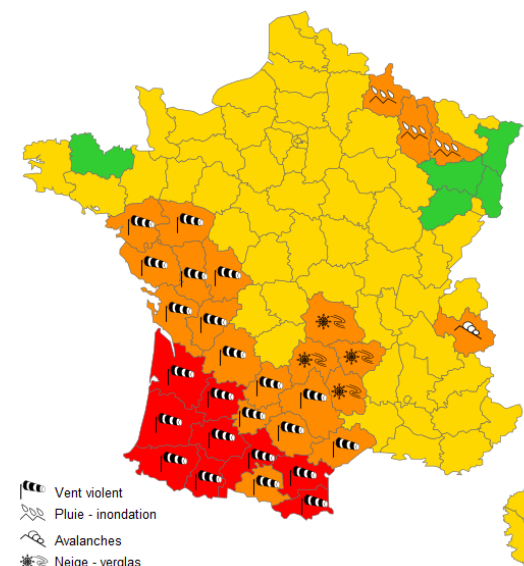 Vent violent
Pluie - inondation
Avalanches
Neige - verglas